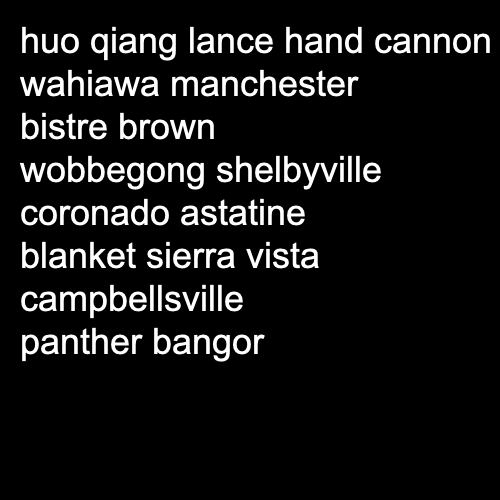 huo qiang lance hand cannon
wahiawa manchester
bistre brown
wobbegong shelbyville
coronado astatine
blanket sierra vista
campbellsville
panther bangor